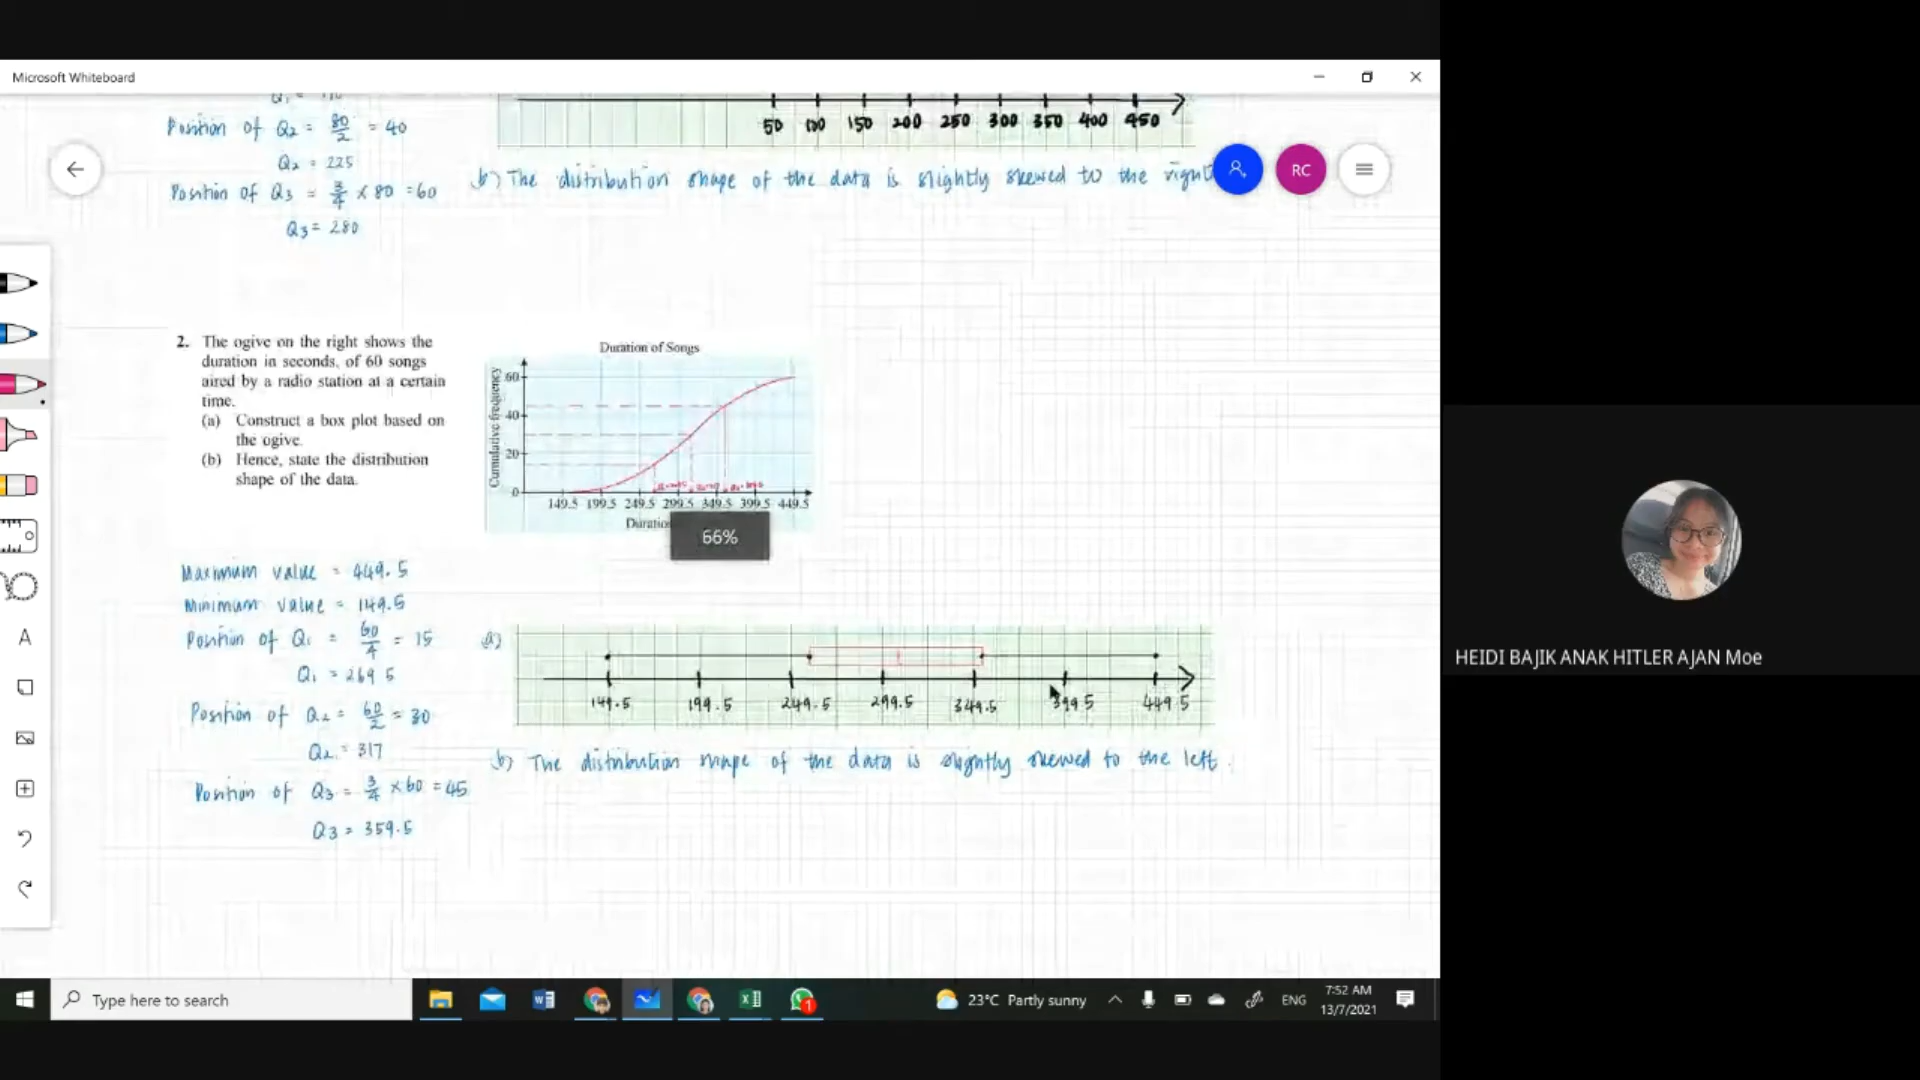 Microsoft Whiteboard
Position of Q2 = 80/2 = 40
Q2 = 225
Position of Q3 = 3/4 × 80 = 60
Q3 = 280
50 100 150 200 250 300 350 400 450
b) The distribution shape of the data is slightly skewed to the right
RC
2. The ogive on the right shows the
duration in seconds, of 60 songs
aired by a radio station at a certain
time.
(a) Construct a box plot based on
the ogive.
(b) Hence, state the distribution
shape of the data.
Duration of Songs
Cumulative frequency
60
40
20
0
149.5 199.5 249.5 299.5 349.5 399.5 449.5
Duratio
66%
Maximum value = 449.5
Minimum value = 149.5
Position of Q1 = 60/4 = 15
Q1 = 269 5
Position of Q2 = 60/2 = 30
Q2 = 317
Position of Q3 = 3/4 × 60 = 45
Q3 = 359.5
a)
149.5 199.5 249.5 299.5 349.5 399 5 449 5
b) The distribution shape of the data is slightly skewed to the left.
A
HEIDI BAJIK ANAK HITLER AJAN Moe
Type here to search
1
23°C Partly sunny
ENG
7:52 AM
13/7/2021